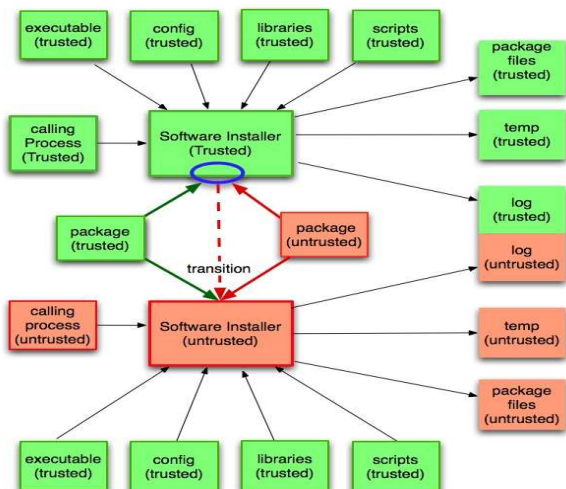 executable
(trusted)
config
(trusted)
libraries
(trusted)
scripts
(trusted)
package
files
(trusted)
calling
Process
(Trusted)
Software Installer
(Trusted)
temp
(trusted)
package
(trusted)
package
(untrusted)
log
(trusted)
log
(untrusted)
transition
calling
process
(untrusted)
Software Installer
(untrusted)
temp
(untrusted)
package
files
(untrusted)
executable
(trusted)
config
(trusted)
libraries
(trusted)
scripts
(trusted)